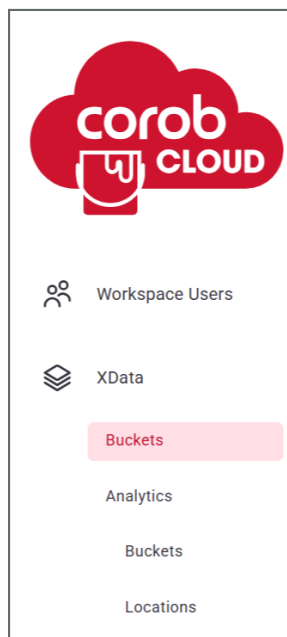 corob
CLOUD
Workspace Users
XData
Buckets
Analytics
Buckets
Locations